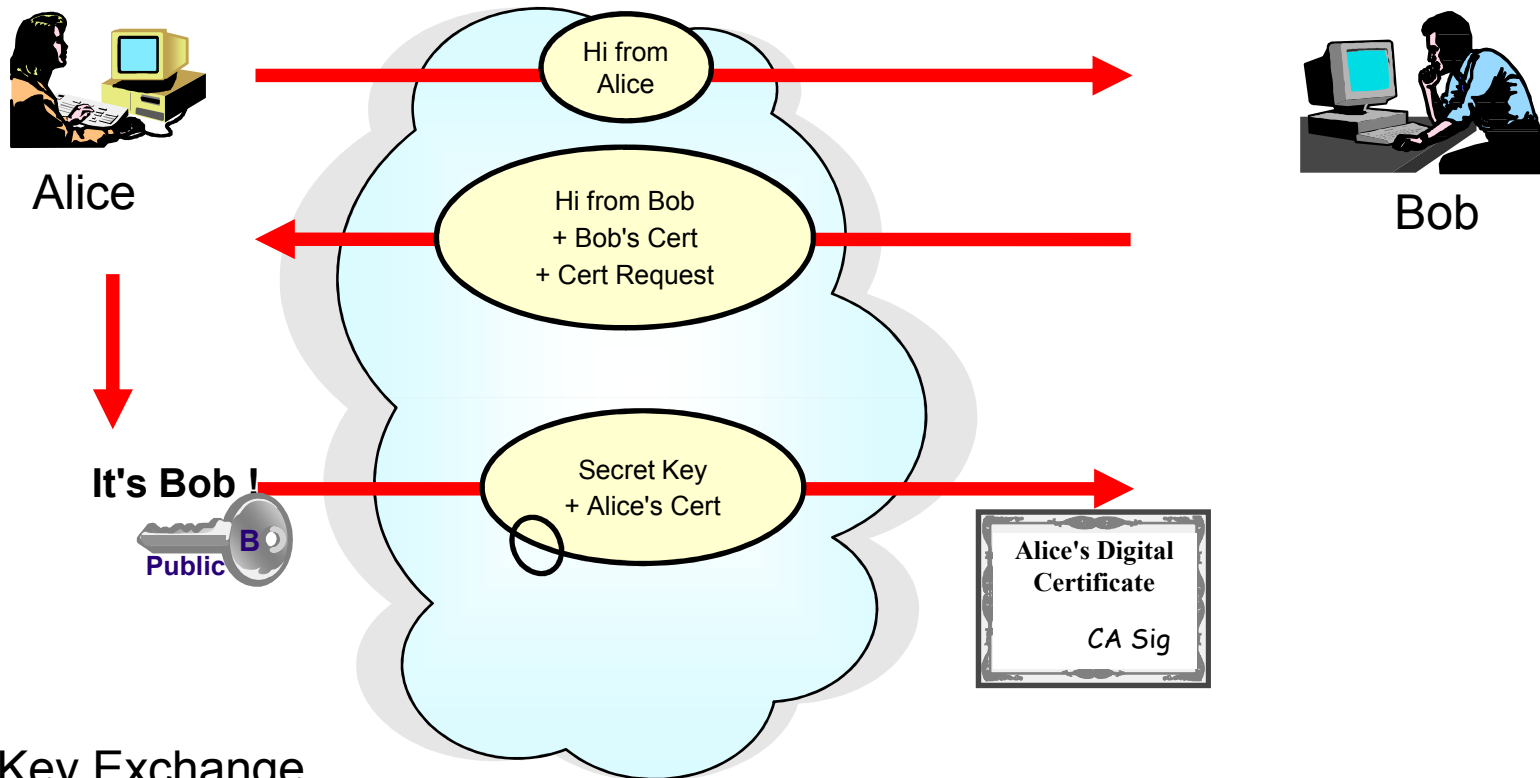 Hi from
Alice
Alice
Bob
Hi from Bob
+ Bob's Cert
+ Cert Request
It's Bob !
B
Public
Secret Key
+ Alice's Cert
Alice's Digital
Certificate
CA Sig
Key Exchange